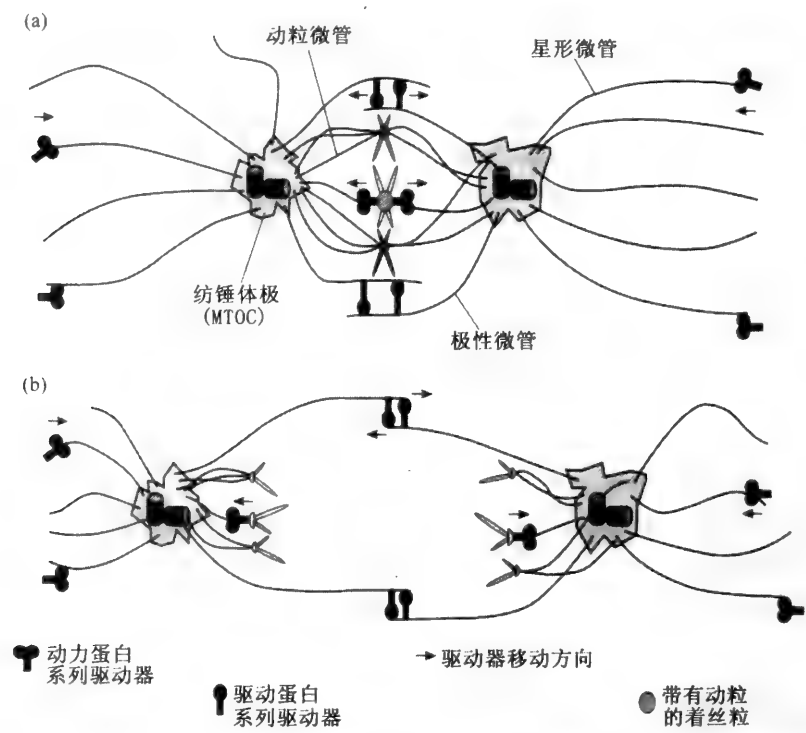 (a)
动粒微管
星形微管
纺锤体极
(MTOC)
极性微管
(b)
动力蛋白
系列驱动器
驱动器移动方向
驱动蛋白
系列驱动器
带有动粒
的着丝粒